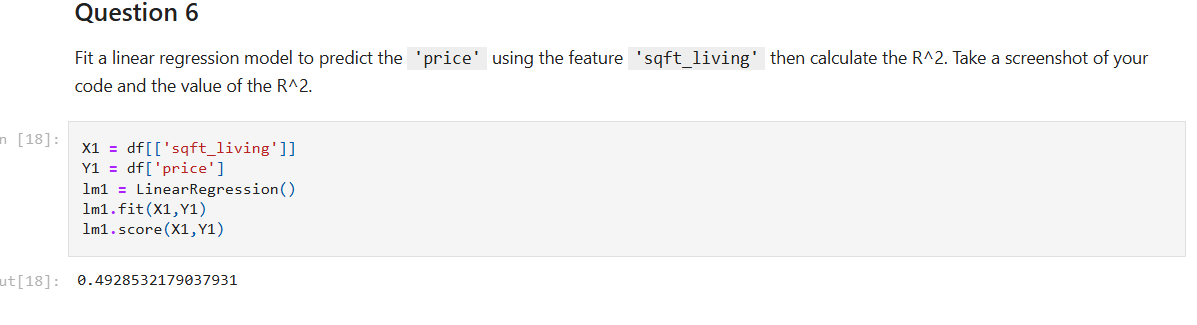 Question 6
Fit a linear regression model to predict the 'price' using the feature 'sqft_living' then calculate the R^2. Take a screenshot of your
code and the value of the R^2.
n [18]:
X1 = df[['sqft_living']]
Y1 = df['price']
lm1 = LinearRegression()
lm1.fit(X1,Y1)
lm1.score(X1,Y1)
ut[18]: 0.4928532179037931